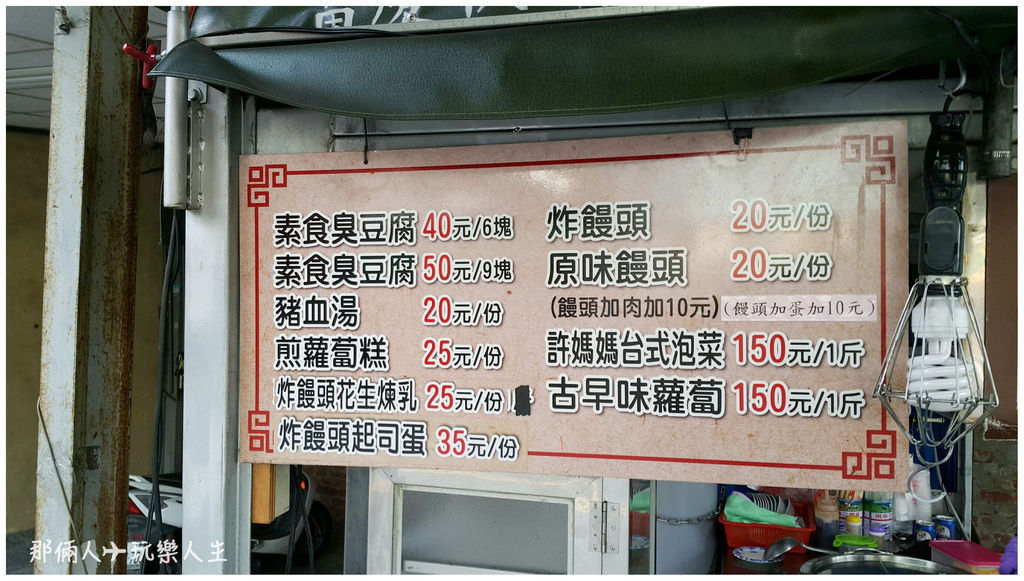 素食臭豆腐 40元/6塊
素食臭豆腐 50元/9塊
豬血湯 20元/份
煎蘿蔔糕 25元/份
炸饅頭花生煉乳 25元/份
炸饅頭起司蛋 35元/份
炸饅頭 20元/份
原味饅頭 20元/份
(饅頭加肉加10元) (饅頭加蛋加10元)
許媽媽台式泡菜 150元/1斤
古早味蘿蔔 150元/1斤
那倆人玩樂人生